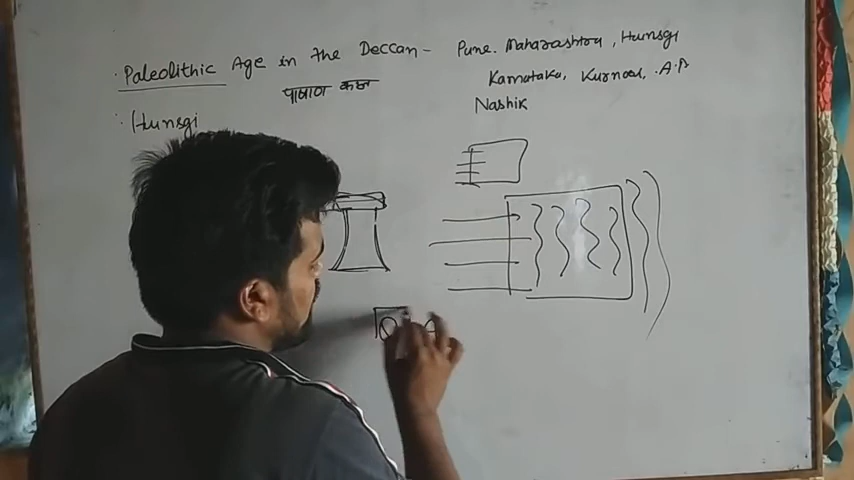 · Paleolithic Age in the Deccan - Pune. Maharashtra, Hunsgi
पाषाण काल Karnataka, Kurnool, A.P
Nashik
· Hunsgi